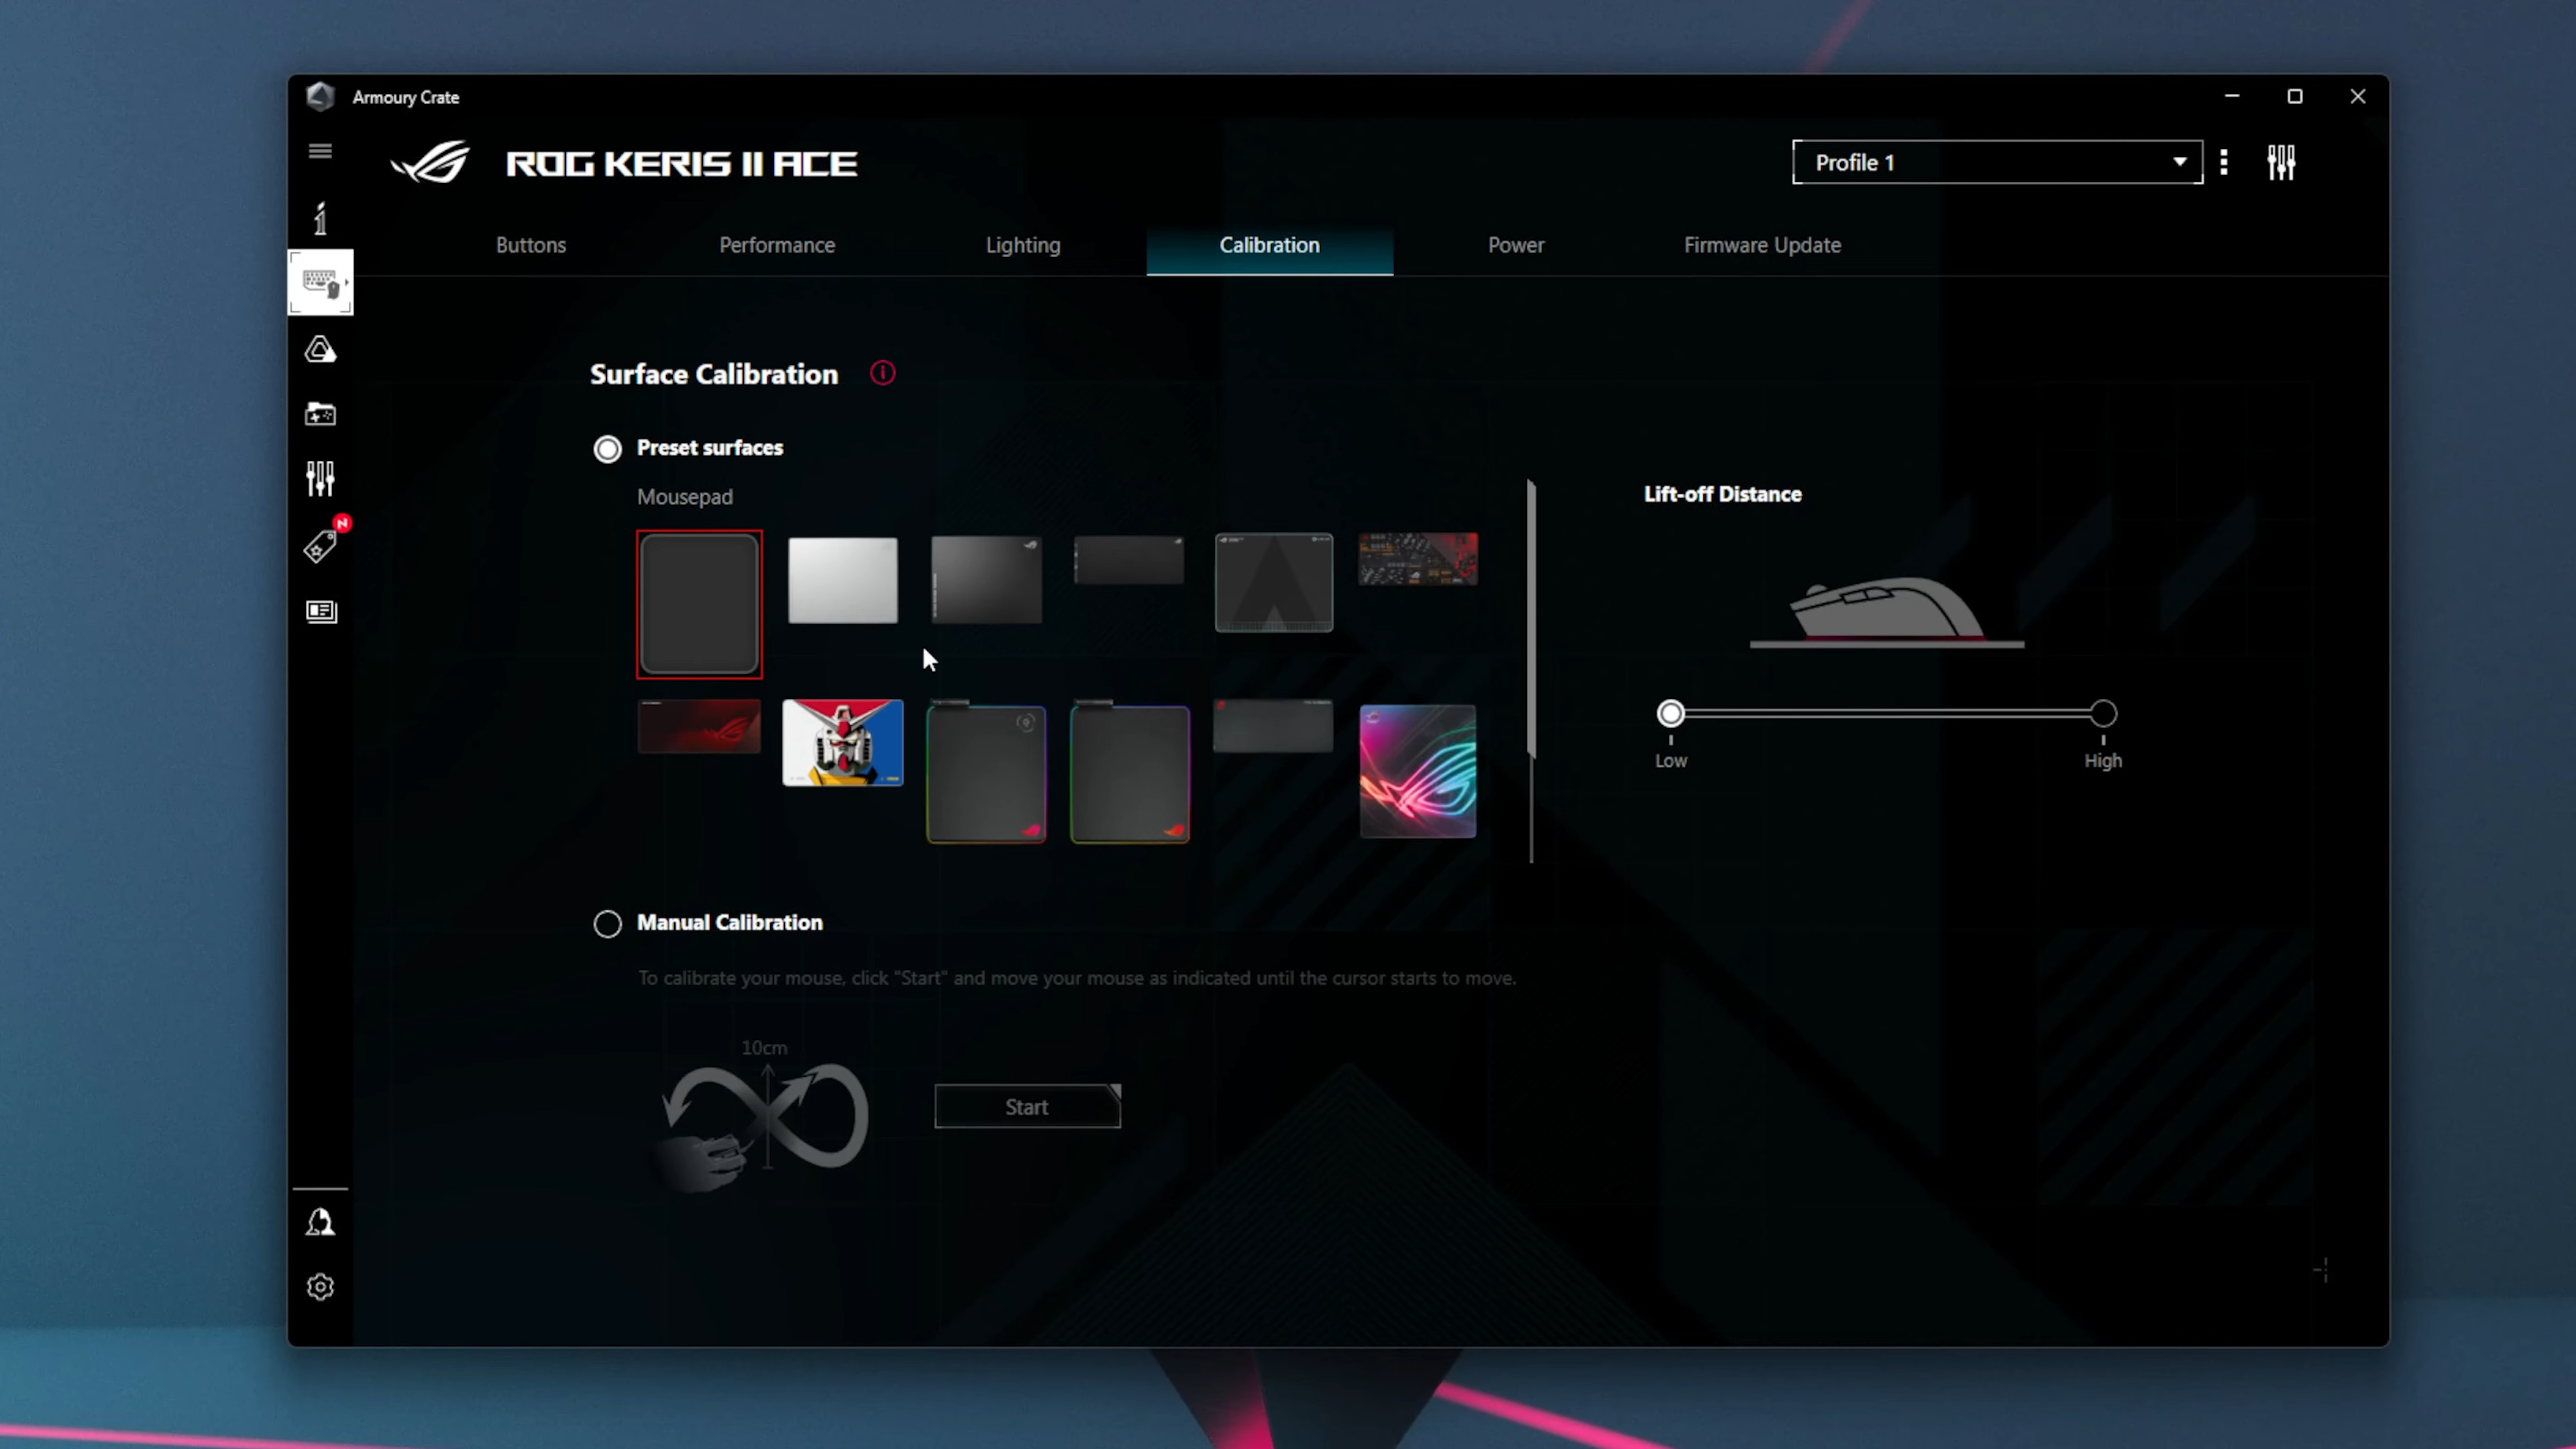 Armoury Crate
ROG KERIS II ACE
Profile 1
Buttons
Performance
Lighting
Calibration
Power
Firmware Update
Surface Calibration
Preset surfaces
Mousepad
Lift-off Distance
Low
High
Manual Calibration
To calibrate your mouse, click "Start" and move your mouse as indicated until the cursor starts to move.
10cm
Start